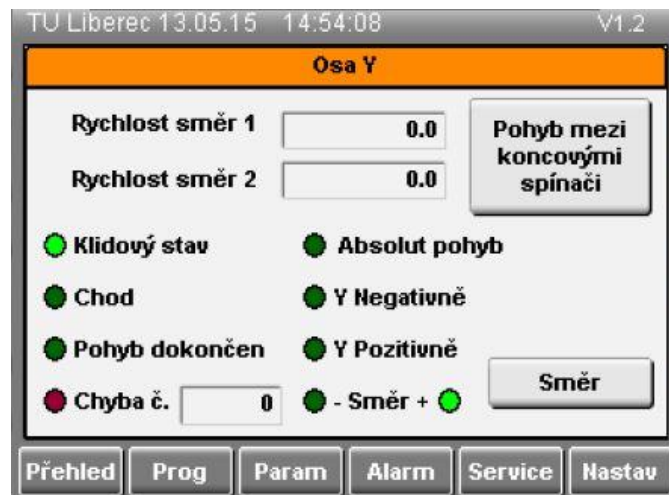 TU Liberec 13.05.15 14:54:08 V1.2
Osa Y
Rychlost směr 1 0.0
Rychlost směr 2 0.0
Pohyb mezi
koncovými
spínači
Klidový stav
Absolut pohyb
Chod
Y Negativně
Pohyb dokončen
Y Pozitivně
Chyba č. 0
- Směr +
Směr
Přehled Prog Param Alarm Service Nastav